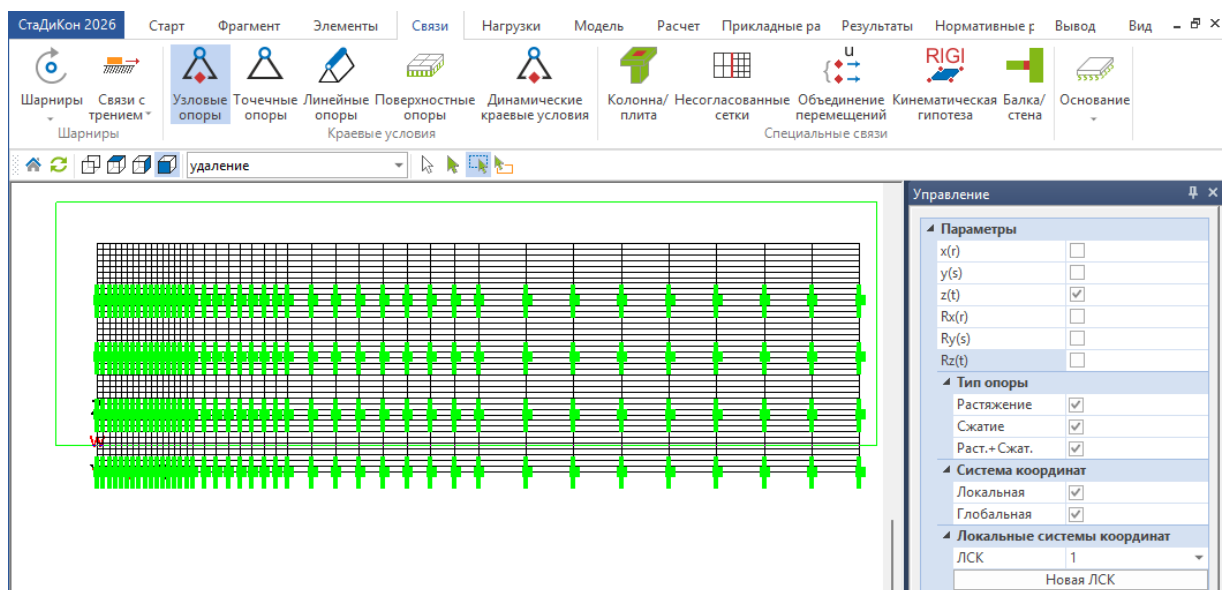 СтаДиКон 2026 Старт Фрагмент Элементы Связи Нагрузки Модель Расчет Прикладные ра Результаты Нормативные р Вывод Вид
u RIGI
Шарниры Связи с трением Узловые опоры Точечные опоры Линейные опоры Поверхностные опоры Динамические краевые условия Колонна/ плита Несогласованные сетки Объединение перемещений Кинематическая гипотеза Балка/ стена Основание
Шарниры Краевые условия Специальные связи
удаление
Управление
Параметры
x(r)
y(s)
z(t)
Rx(r)
Ry(s)
Rz(t)
Тип опоры
Растяжение
Сжатие
Раст.+Сжат.
Система координат
Локальная
Глобальная
Локальные системы координат
ЛСК 1
Новая ЛСК
W